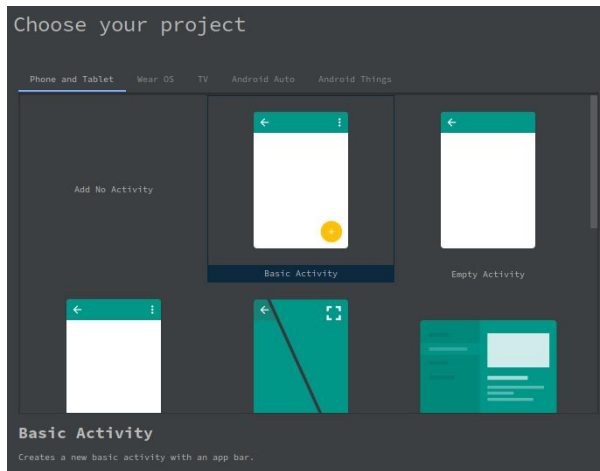 Choose your project
Phone and Tablet Wear OS TV Android Auto Android Things
Add No Activity
Basic Activity
Empty Activity
Basic Activity
Creates a new basic activity with an app bar.